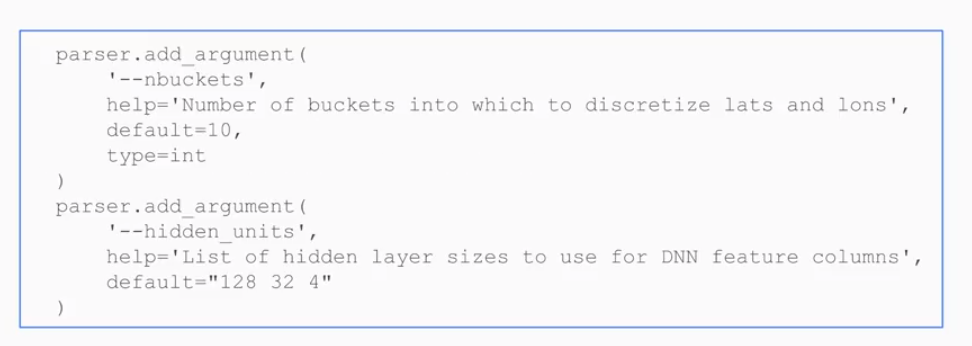 parser.add_argument(
    '--nbuckets',
    help='Number of buckets into which to discretize lats and lons',
    default=10,
    type=int
)
parser.add_argument(
    '--hidden_units',
    help='List of hidden layer sizes to use for DNN feature columns',
    default="128 32 4"
)